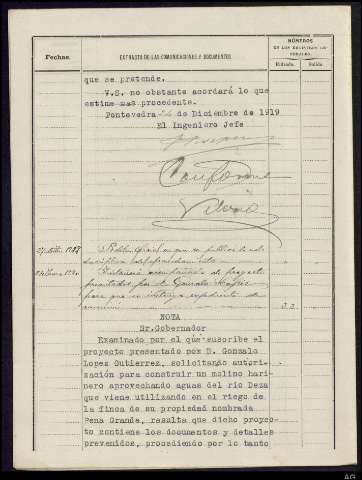 NÚMEROS
EN LOS REGISTROS GENERALES.
Fechas.
EXTRACTO DE LAS COMUNICACIONES Y DOCUMENTOS
Entrada.
Salida.
que se pretende.
V.S. no obstante acordará lo que
estime mas procedente.
Pontevedra de Diciembre de 1919
El Ingeniero Jefe
Conforme
NOTA
Sr.Gobernador
Examinado por el que suscribe el
proyecto presentado por D. Gonzalo
Lopez Gutierrez, solicitando autori-
zación para construir un molino hari-
nero aprovechando aguas del rio Deza
que viene utilizando en el riego de
la finca de su propiedad nombrada
Pena Grande, resulta que dicho proyec-
to contiene los documentos y detalles
prevenidos, procediendo por lo tanto
AG